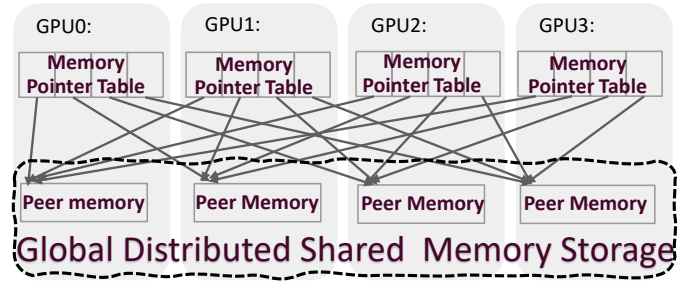 GPU0: GPU1: GPU2: GPU3:
Memory Memory Memory Memory
Pointer Table Pointer Table Pointer Table Pointer Table
Peer memory Peer Memory Peer Memory Peer Memory
Global Distributed Shared Memory Storage